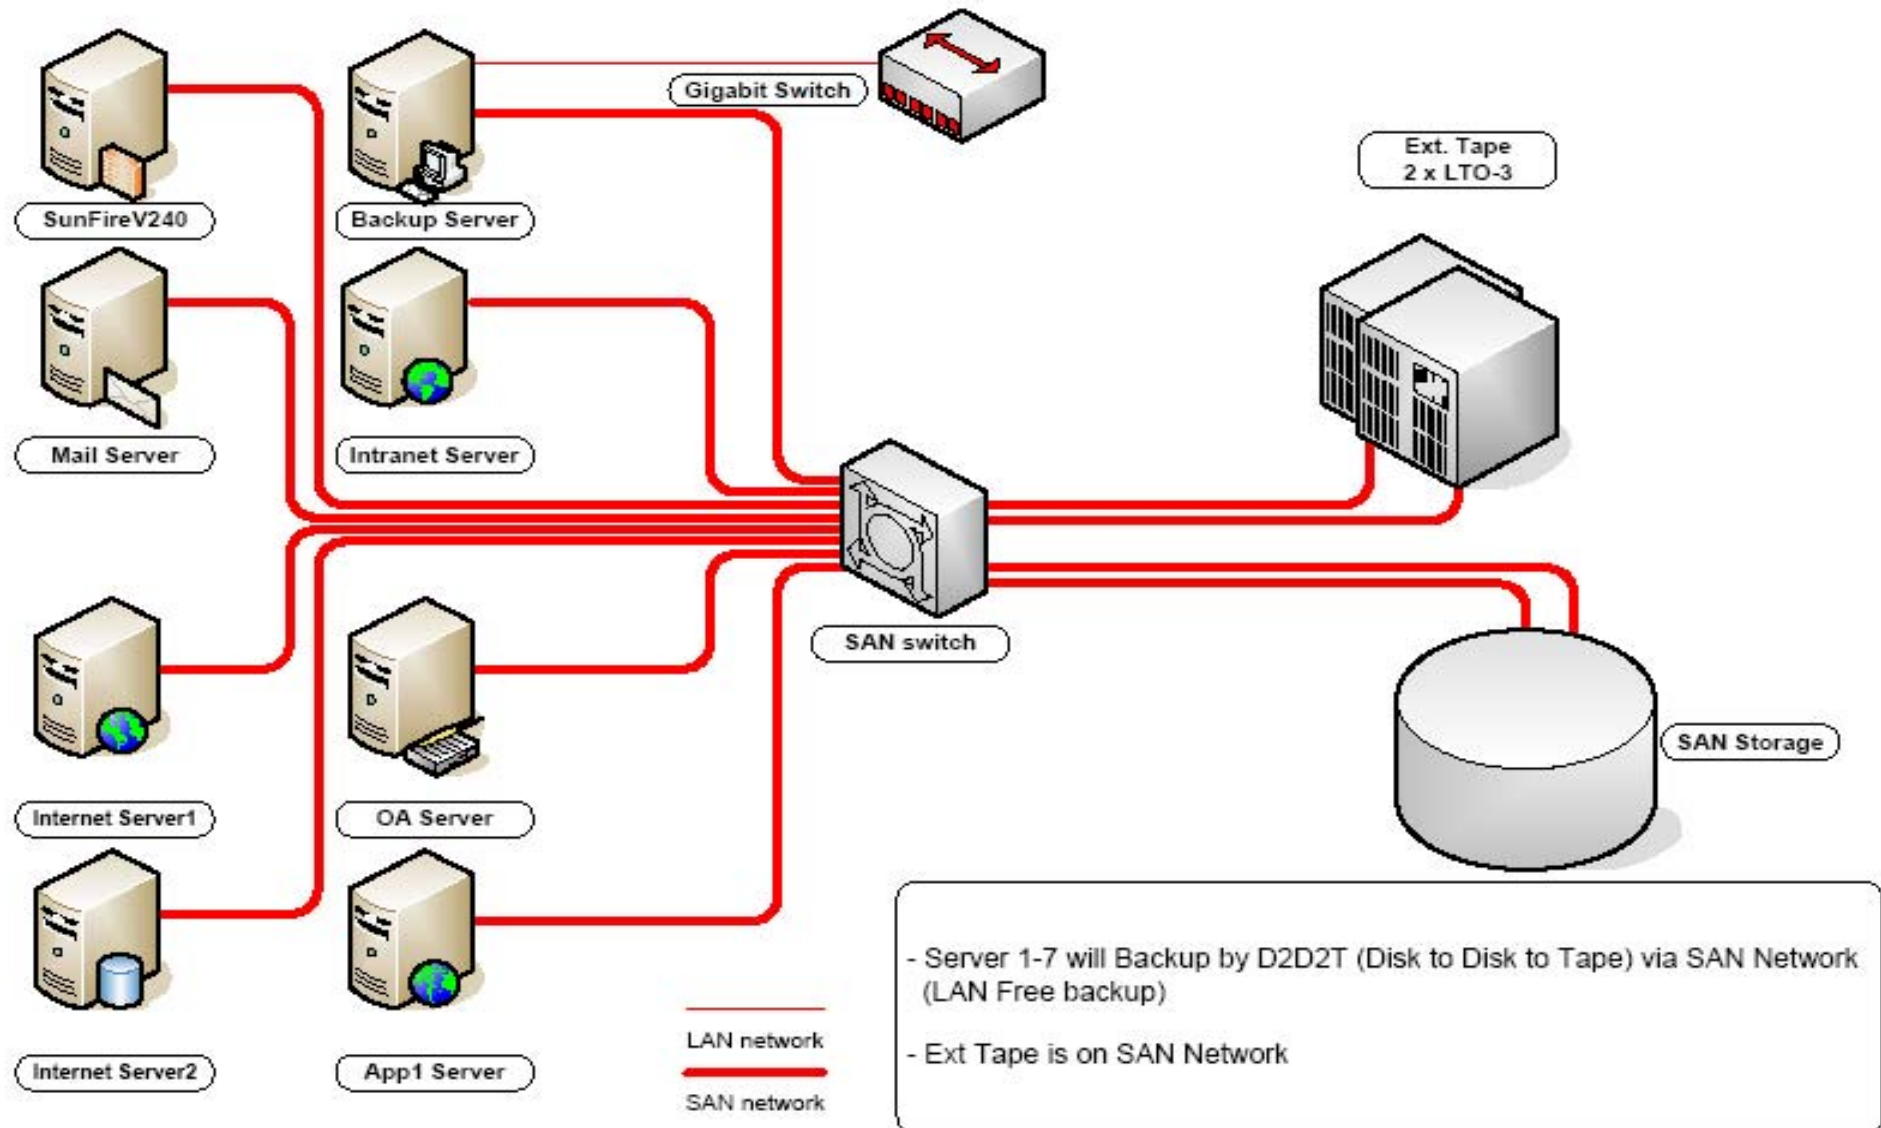 Gigabit Switch
Ext. Tape
2 x LTO-3
SunFireV240
Backup Server
Mail Server
Intranet Server
SAN switch
SAN Storage
Internet Server1
OA Server
Internet Server2
App1 Server
LAN network
SAN network
- Server 1-7 will Backup by D2D2T (Disk to Disk to Tape) via SAN Network
(LAN Free backup)
- Ext Tape is on SAN Network